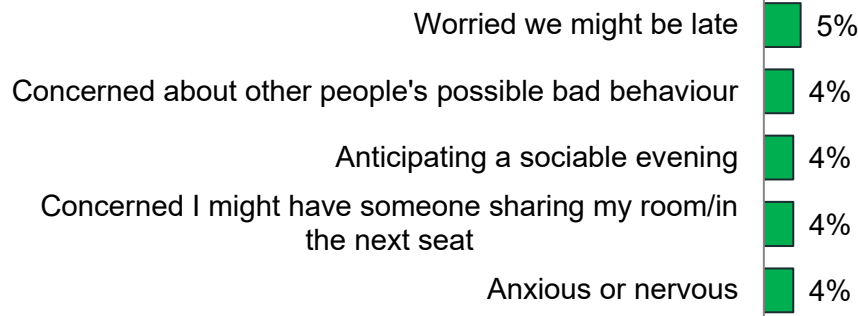 Worried we might be late 5%
Concerned about other people's possible bad behaviour 4%
Anticipating a sociable evening 4%
Concerned I might have someone sharing my room/in
the next seat 4%
Anxious or nervous 4%